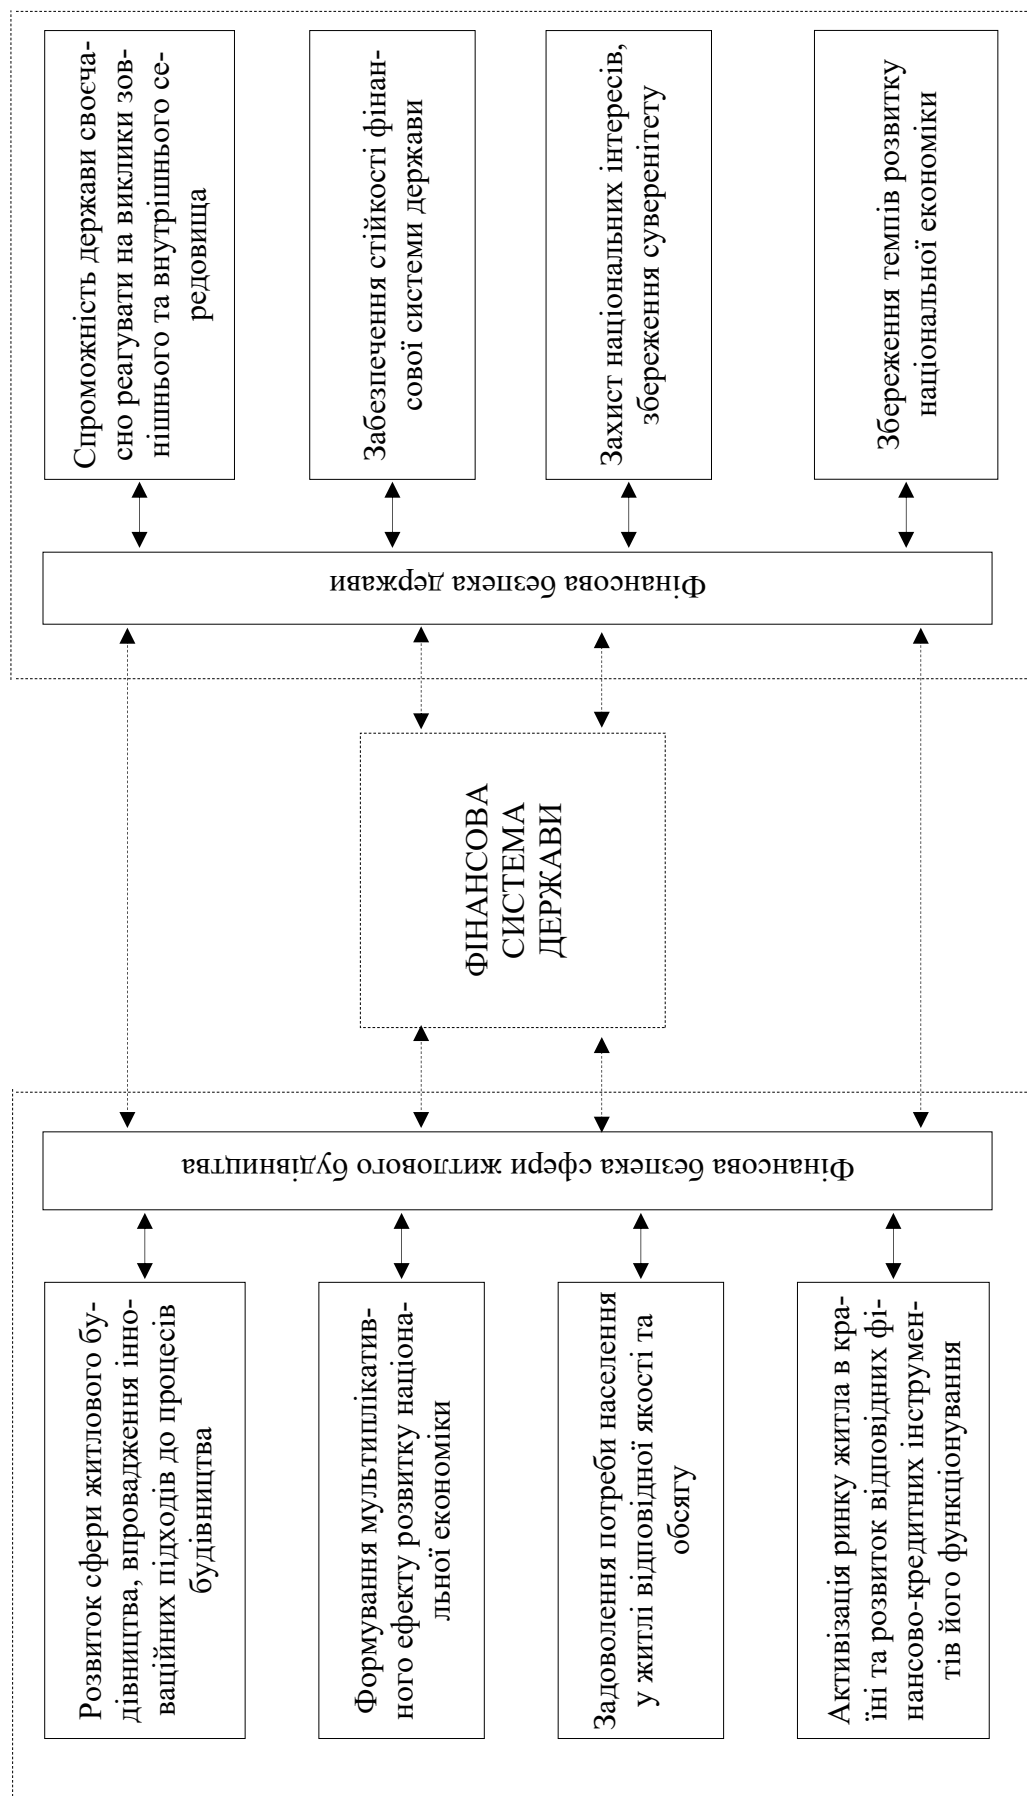 Розвиток сфери житлового бу-
дівництва, впровадження інно-
ваційних підходів до процесів
будівництва
Формування мультиплікатив-
ного ефекту розвитку націона-
льної економіки
Задоволення потреби населення
у житлі відповідної якості та
обсягу
Активізація ринку житла в кра-
їні та розвиток відповідних фі-
нансово-кредитних інструмен-
тів його функціонування
Фінансова безпека сфери житлового будівництва
ФІНАНСОВА
СИСТЕМА
ДЕРЖАВИ
Фінансова безпека держави
Спроможність держави своєча-
сно реагувати на виклики зов-
нішнього та внутрішнього се-
редовища
Забезпечення стійкості фінан-
сової системи держави
Захист національних інтересів,
збереження суверенітету
Збереження темпів розвитку
національної економіки